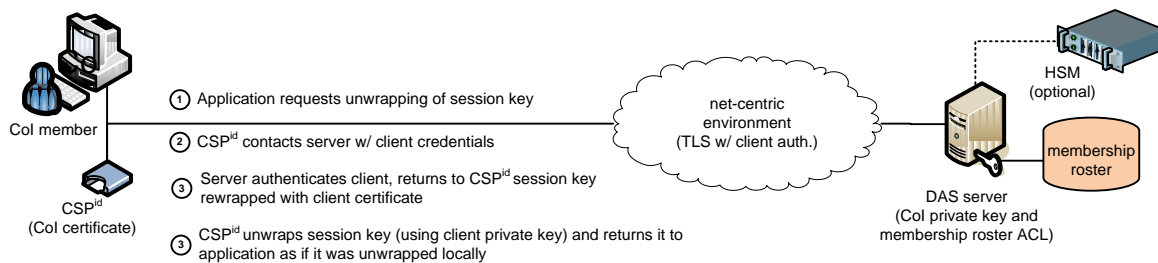 CoI member
CSP^id
(CoI certificate)
1 Application requests unwrapping of session key
2 CSP^id contacts server w/ client credentials
3 Server authenticates client, returns to CSP^id session key
rewrapped with client certificate
3 CSP^id unwraps session key (using client private key) and returns it to
application as if it was unwrapped locally
net-centric
environment
(TLS w/ client auth.)
HSM
(optional)
membership
roster
DAS server
(CoI private key and
membership roster ACL)